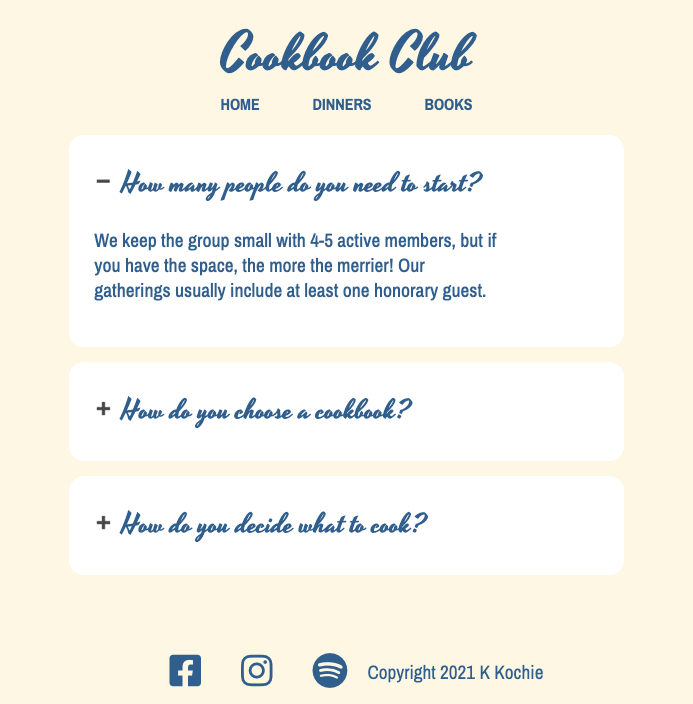 Cookbook Club
HOME DINNERS BOOKS
− How many people do you need to start?
We keep the group small with 4-5 active members, but if
you have the space, the more the merrier! Our
gatherings usually include at least one honorary guest.
+ How do you choose a cookbook?
+ How do you decide what to cook?
Copyright 2021 K Kochie